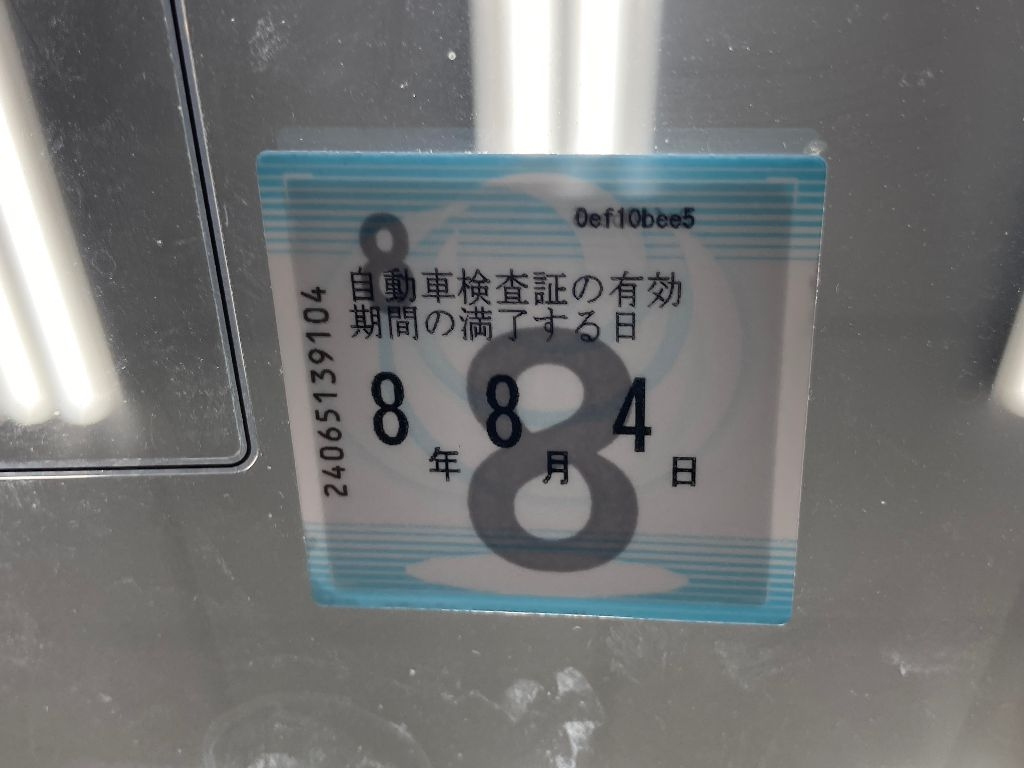 0ef10bee5
8
自動車検査証の有効
期間の満了する日
8年 8月 4日
8
24065139104